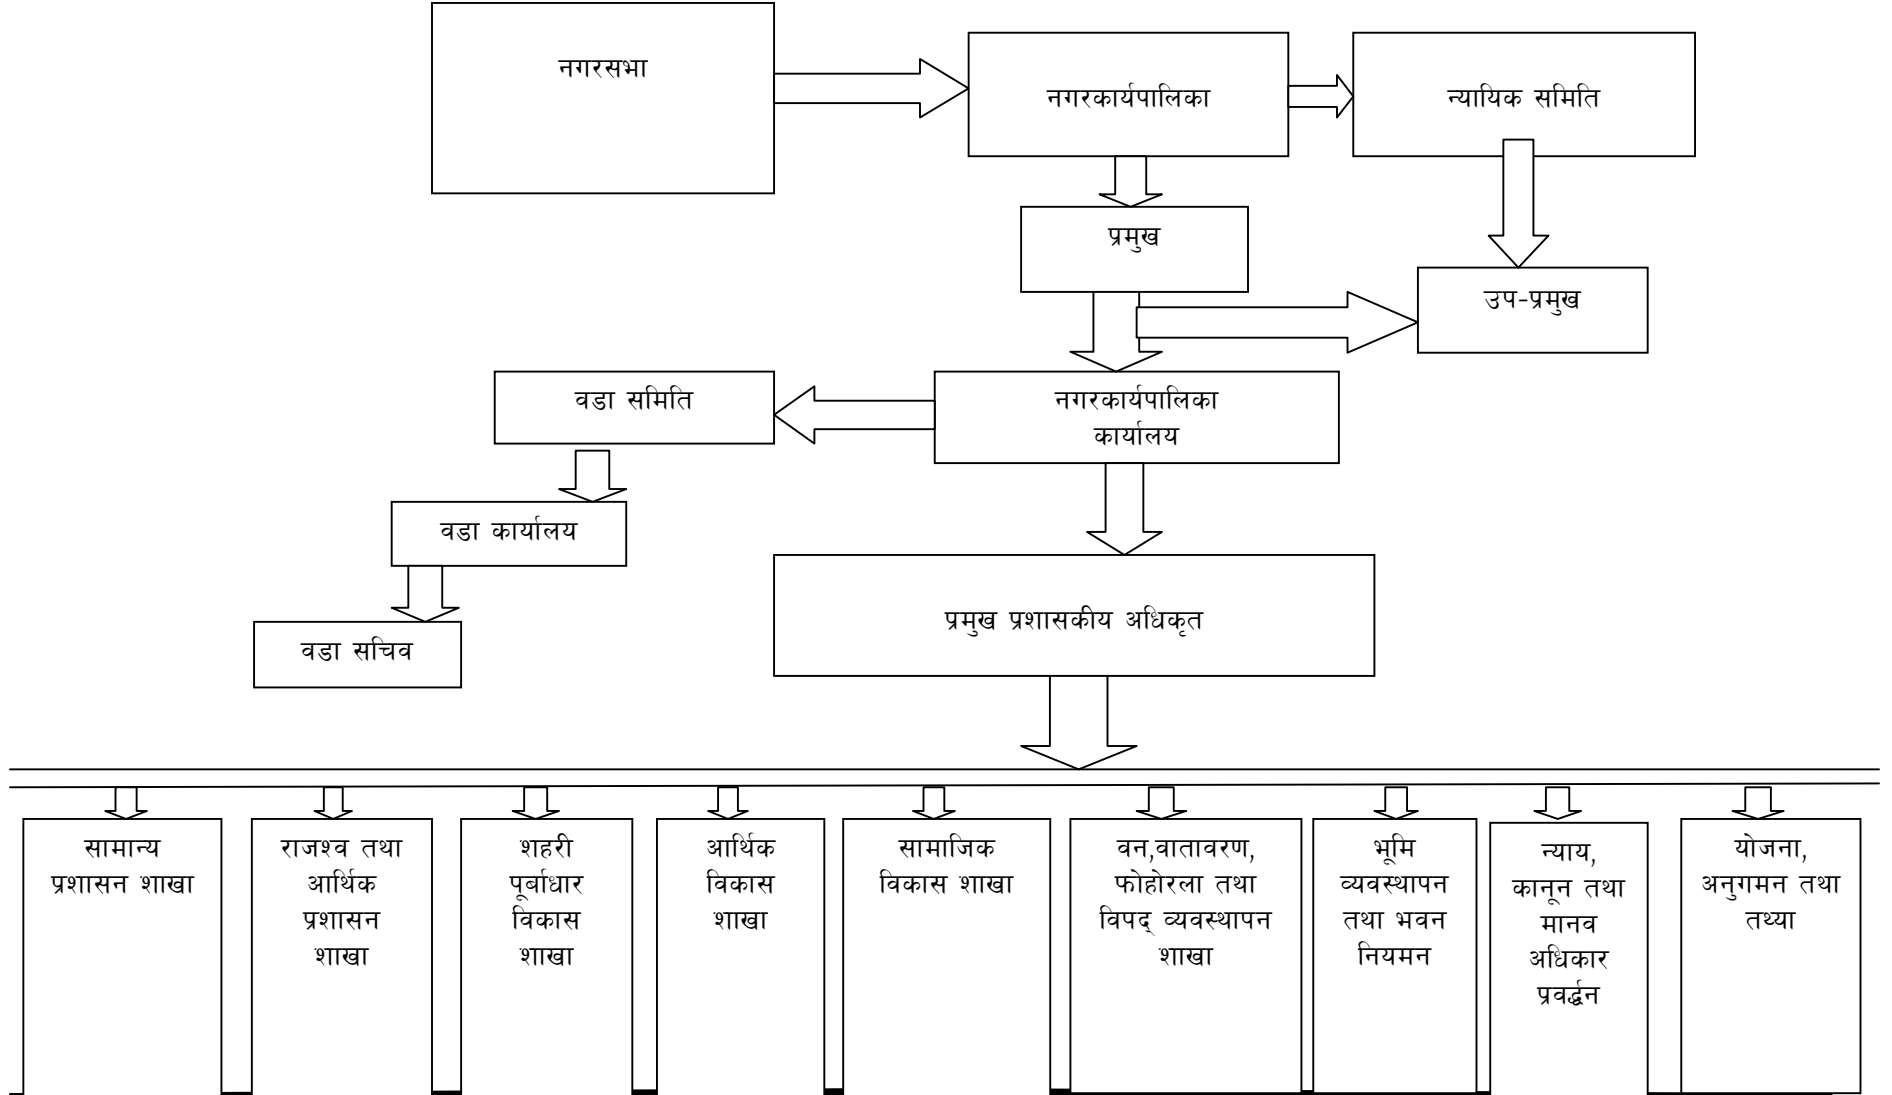 नगरसभा
नगरकार्यपालिका
न्यायिक समिति
प्रमुख
उप-प्रमुख
वडा समिति
नगरकार्यपालिका
कार्यालय
वडा कार्यालय
वडा सचिव
प्रमुख प्रशासकीय अधिकृत
सामान्य
प्रशासन शाखा
राजश्व तथा
आर्थिक
प्रशासन
शाखा
शहरी
पूर्बाधार
विकास
शाखा
आर्थिक
विकास
शाखा
सामाजिक
विकास शाखा
वन,वातावरण,
फोहोरला तथा
विपद् व्यवस्थापन
शाखा
भूमि
व्यवस्थापन
तथा भवन
नियमन
न्याय,
कानून तथा
मानव
अधिकार
प्रवर्द्धन
योजना,
अनुगमन तथा
तथ्या